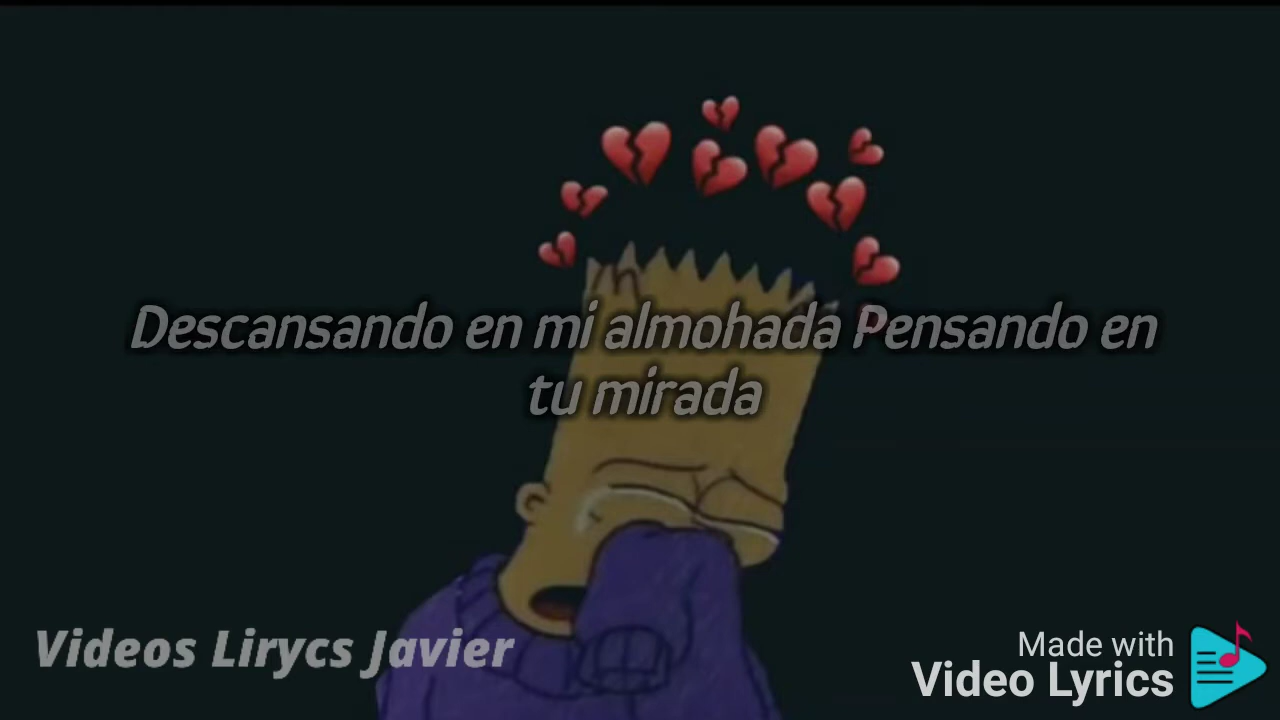 Descansando en mi almohada Pensando en
tu mirada
Videos Lirycs Javier
Made with
Video Lyrics